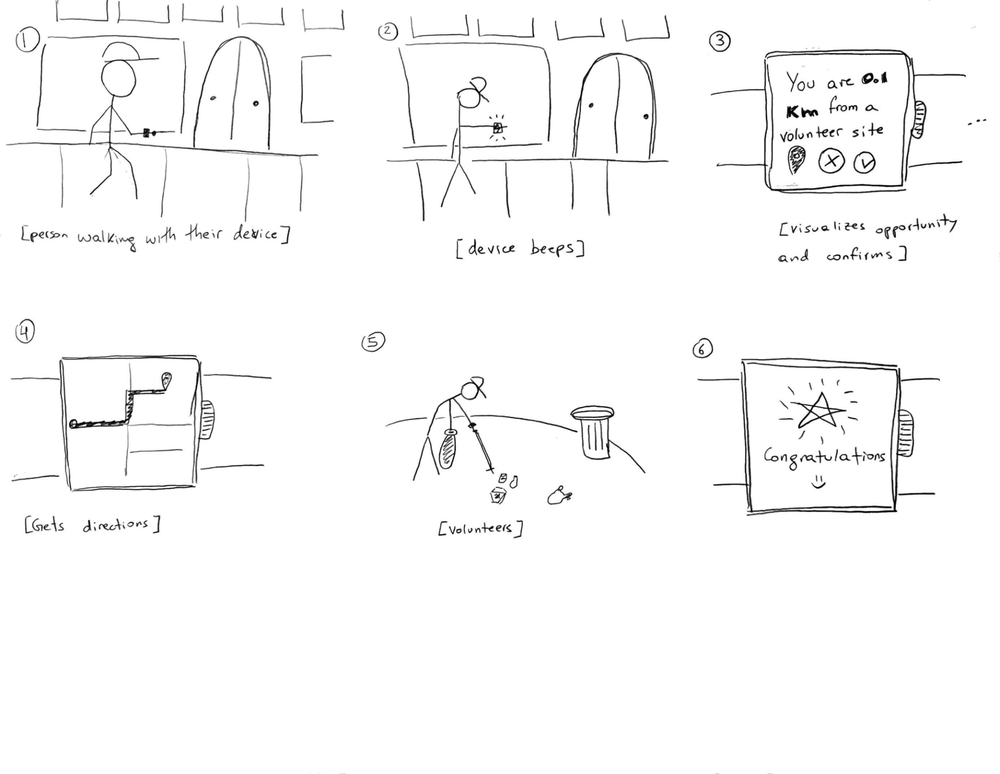 1
[person walking with their device]
2
[device beeps]
3
You are 0.1
Km from a
volunteer site
[visualizes opportunity
and confirms]
...
4
[Gets directions]
5
[Volunteers]
6
Congratulations